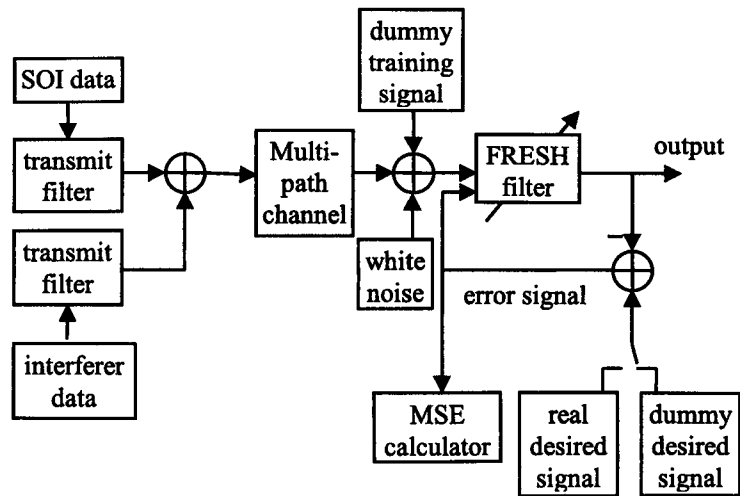 dummy
training
signal
SOI data
transmit
filter
Multi-
path
channel
FRESH
filter
output
transmit
filter
white
noise
error signal
interferer
data
MSE
calculator
real
desired
signal
dummy
desired
signal